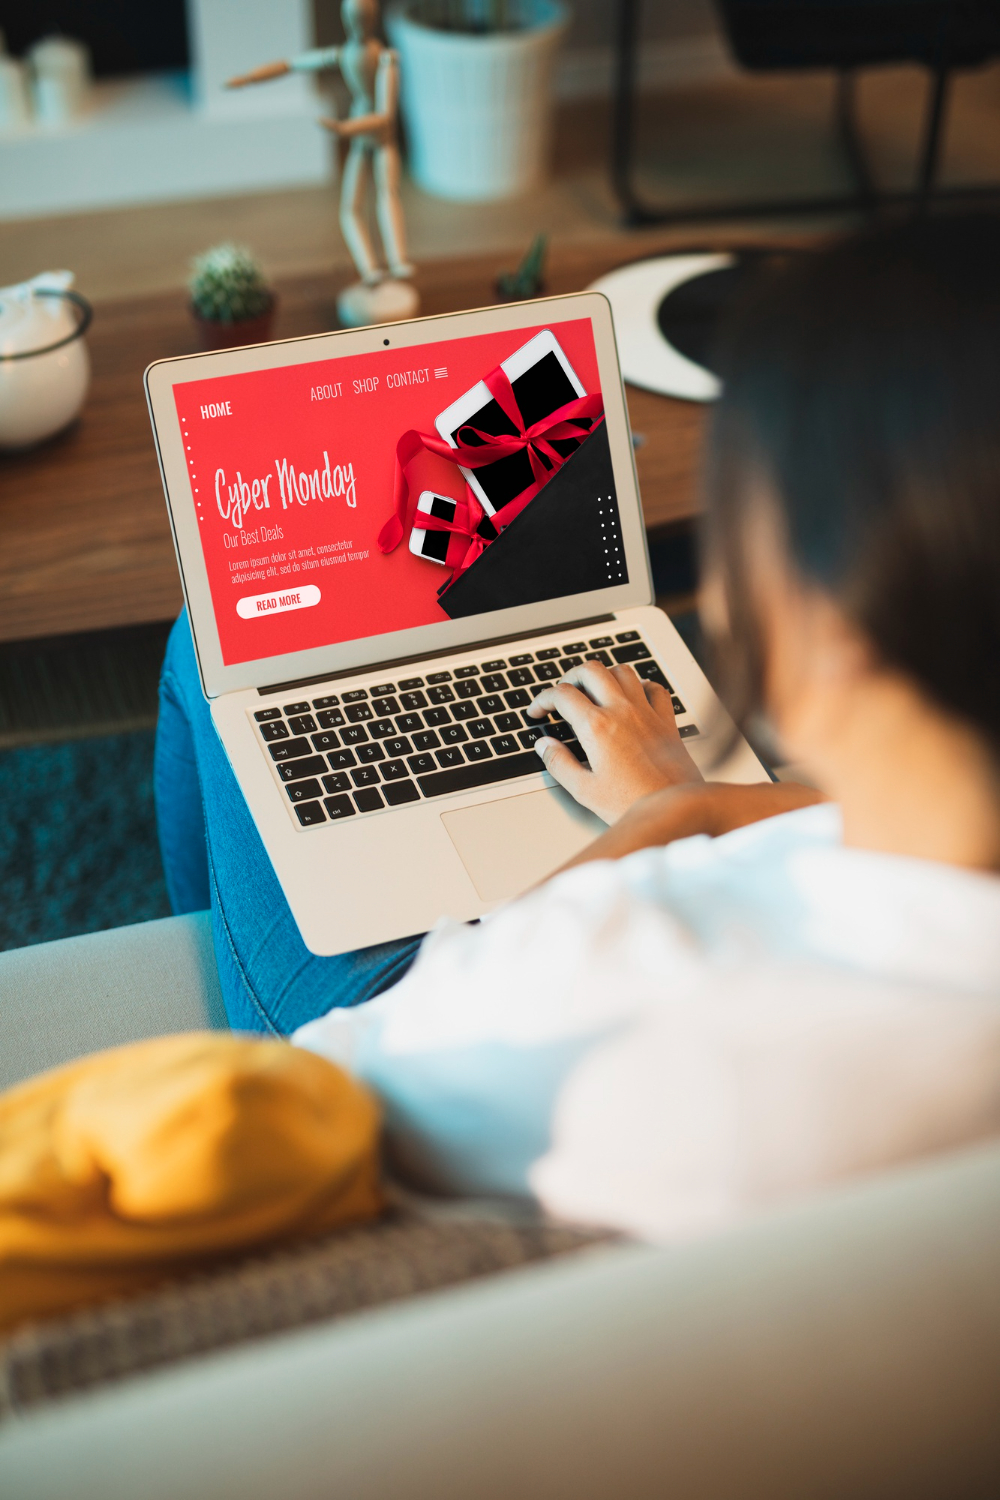 HOME
ABOUT SHOP CONTACT
Cyber Monday
Our Best Deals
Lorem ipsum dolor sit amet, consectetur
adipisicing elit, sed do situm eiusmod tempor
READ MORE
Q W E R T Y
A S D F G H J
Z X C V B N M